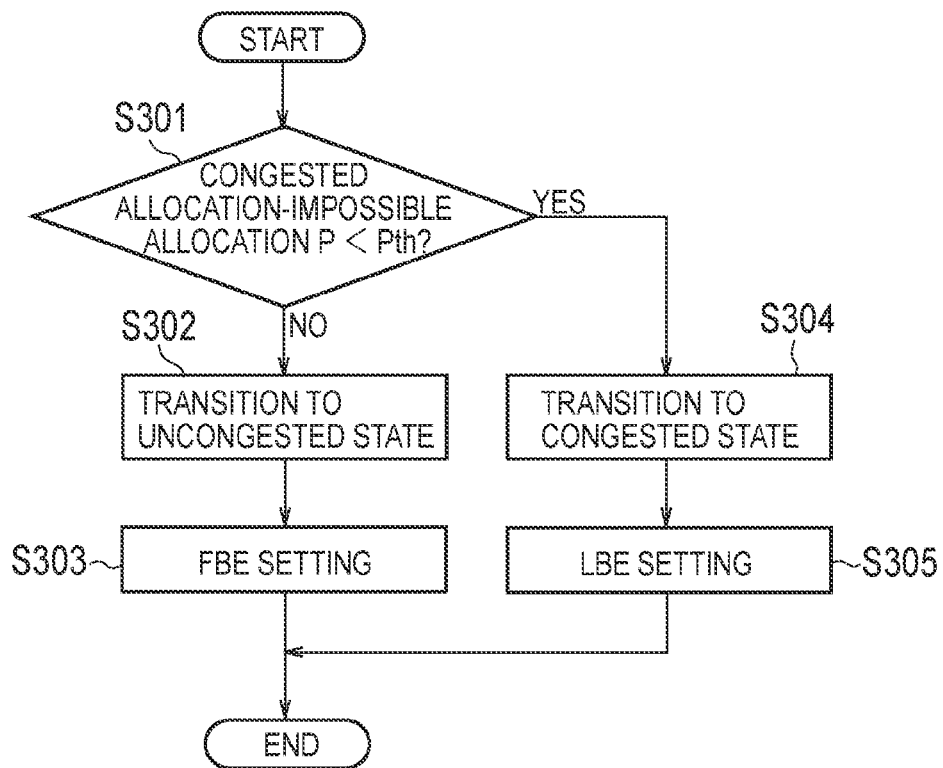 START
S301
CONGESTED
ALLOCATION-IMPOSSIBLE
ALLOCATION P < Pth?
YES
NO
S302
TRANSITION TO
UNCONGESTED STATE
S304
TRANSITION TO
CONGESTED STATE
S303
FBE SETTING
LBE SETTING
S305
END